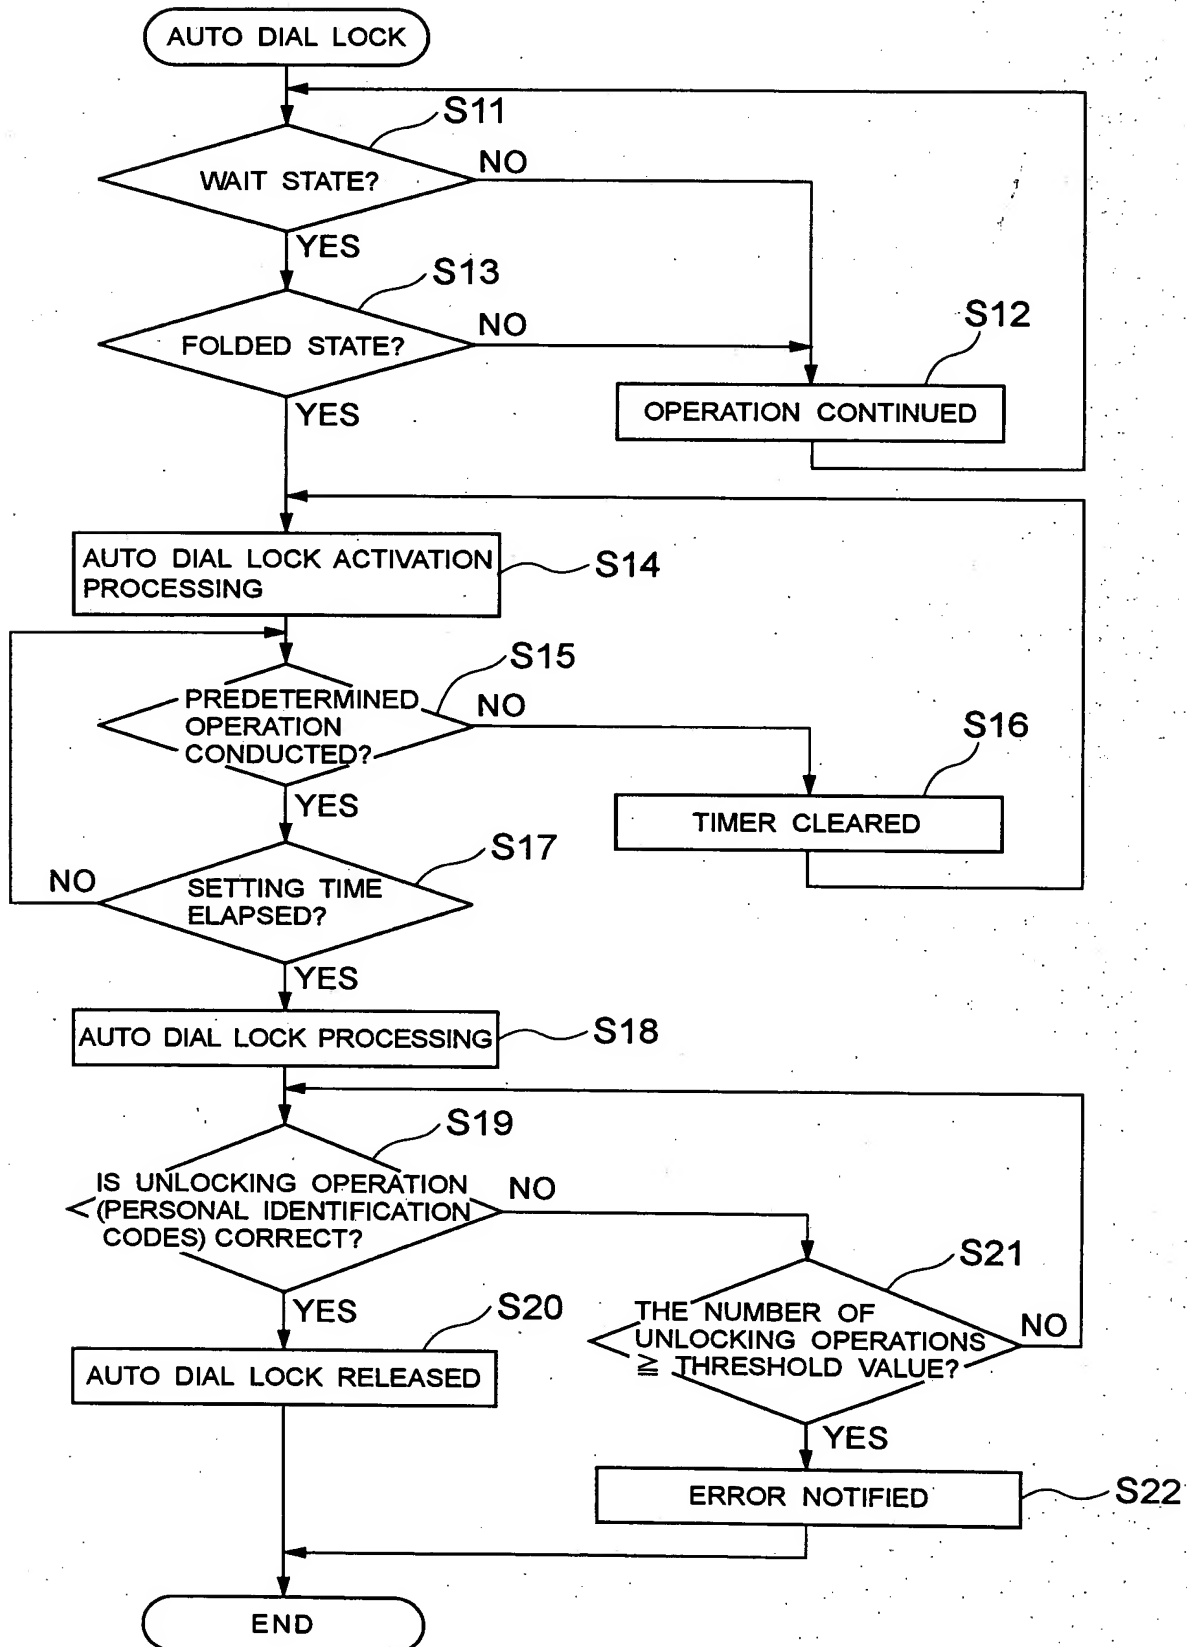 AUTO DIAL LOCK
S11
WAIT STATE?
NO
YES
S13
FOLDED STATE?
NO
YES
S12
OPERATION CONTINUED
AUTO DIAL LOCK ACTIVATION
PROCESSING
S14
S15
PREDETERMINED
OPERATION
CONDUCTED?
NO
YES
S16
TIMER CLEARED
S17
SETTING TIME
ELAPSED?
NO
YES
AUTO DIAL LOCK PROCESSING
S18
S19
IS UNLOCKING OPERATION
(PERSONAL IDENTIFICATION
CODES) CORRECT?
NO
YES
S20
AUTO DIAL LOCK RELEASED
S21
THE NUMBER OF
UNLOCKING OPERATIONS
≧ THRESHOLD VALUE?
NO
YES
ERROR NOTIFIED
S22
END